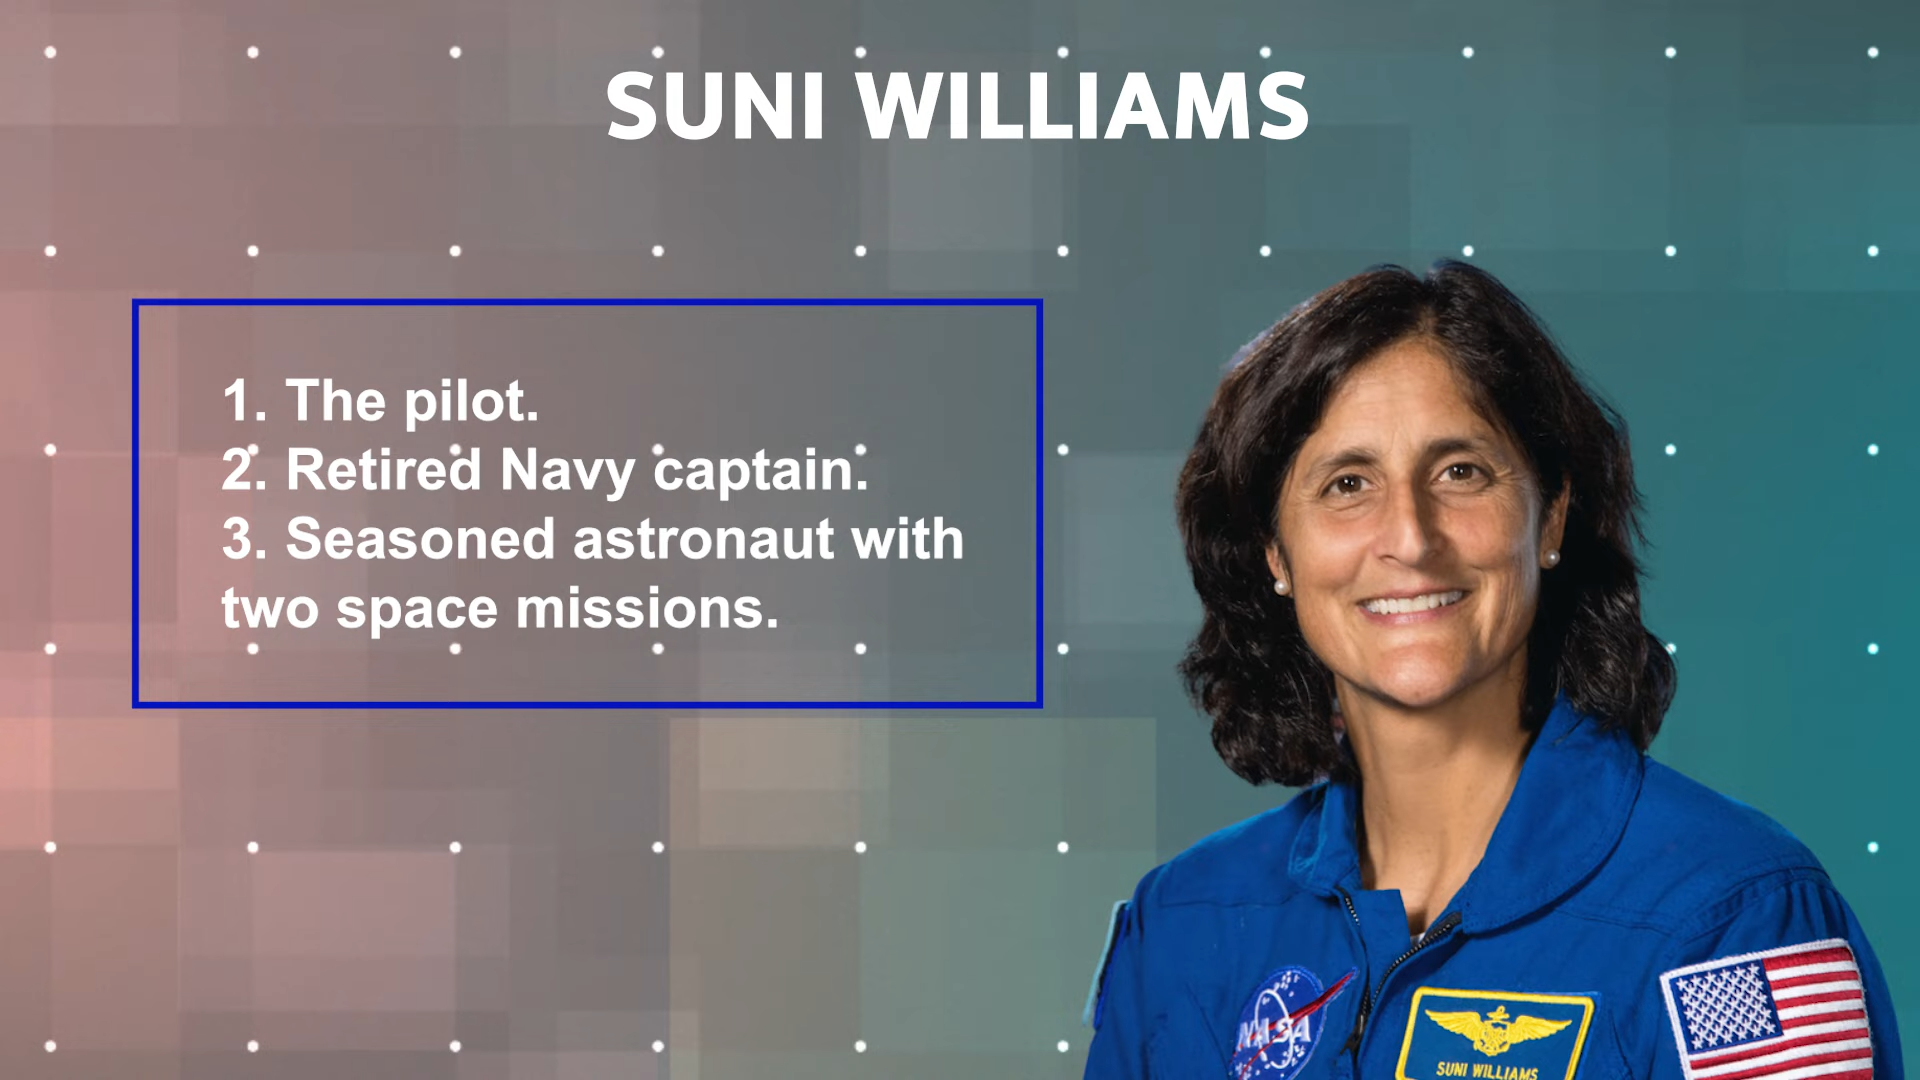 SUNI WILLIAMS
1. The pilot.
2. Retired Navy captain.
3. Seasoned astronaut with
two space missions.
NASA
SUNI WILLIAMS